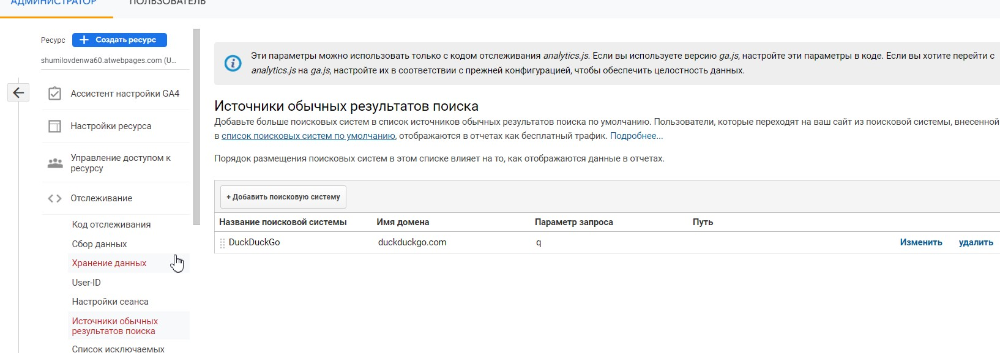 АДМИНИСТРАТОР ПОЛЬЗОВАТЕЛЬ
Ресурс + Создать ресурс
shumilovdenwa60.atwebpages.com (U...
Ассистент настройки GA4
Настройки ресурса
Управление доступом к
ресурсу
Отслеживание
Код отслеживания
Сбор данных
Хранение данных
User-ID
Настройки сеанса
Источники обычных
результатов поиска
Список исключаемых
Эти параметры можно использовать только с кодом отслеживания analytics.js. Если вы используете версию ga.js, настройте эти параметры в коде. Если вы хотите перейти с
analytics.js на ga.js, настройте их в соответствии с прежней конфигурацией, чтобы обеспечить целостность данных.
Источники обычных результатов поиска
Добавьте больше поисковых систем в список источников обычных результатов поиска по умолчанию. Пользователи, которые переходят на ваш сайт из поисковой системы, внесенной
в список поисковых систем по умолчанию, отображаются в отчетах как бесплатный трафик. Подробнее...
Порядок размещения поисковых систем в этом списке влияет на то, как отображаются данные в отчетах.
+ Добавить поисковую систему
Название поисковой системы Имя домена Параметр запроса Путь
DuckDuckGo duckduckgo.com q Изменить удалить